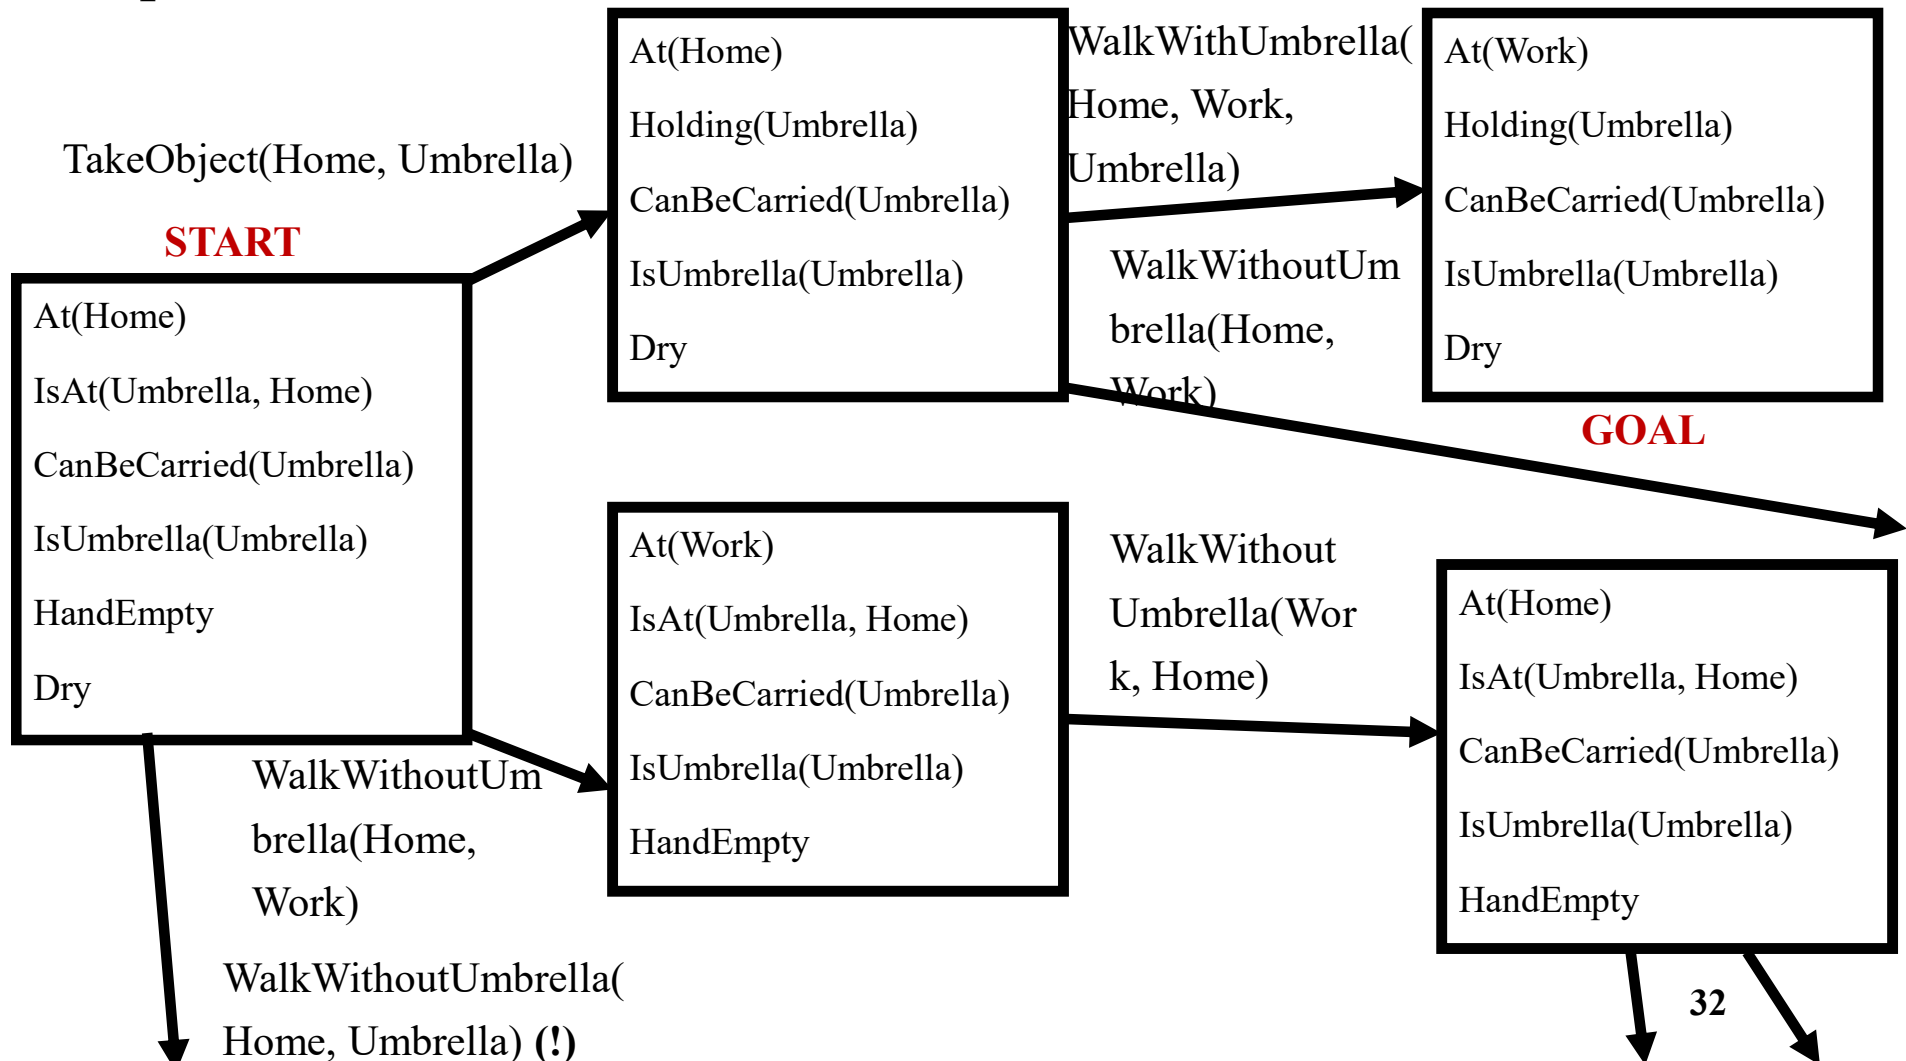 TakeObject(Home, Umbrella)
START
At(Home)
IsAt(Umbrella, Home)
CanBeCarried(Umbrella)
IsUmbrella(Umbrella)
HandEmpty
Dry
At(Home)
Holding(Umbrella)
CanBeCarried(Umbrella)
IsUmbrella(Umbrella)
Dry
WalkWithUmbrella(
Home, Work,
Umbrella)
WalkWithoutUm
brella(Home,
Work)
At(Work)
Holding(Umbrella)
CanBeCarried(Umbrella)
IsUmbrella(Umbrella)
Dry
GOAL
WalkWithoutUm
brella(Home,
Work)
At(Work)
IsAt(Umbrella, Home)
CanBeCarried(Umbrella)
IsUmbrella(Umbrella)
HandEmpty
WalkWithout
Umbrella(Wor
k, Home)
At(Home)
IsAt(Umbrella, Home)
CanBeCarried(Umbrella)
IsUmbrella(Umbrella)
HandEmpty
WalkWithoutUmbrella(
Home, Umbrella) (!)
32